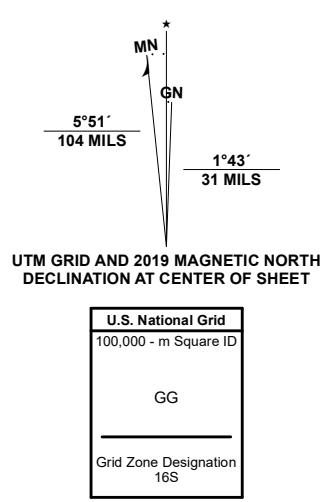 MN
GN
5°51´
104 MILS
1°43´
31 MILS
UTM GRID AND 2019 MAGNETIC NORTH
DECLINATION AT CENTER OF SHEET
U.S. National Grid
100,000 - m Square ID
GG
Grid Zone Designation
16S